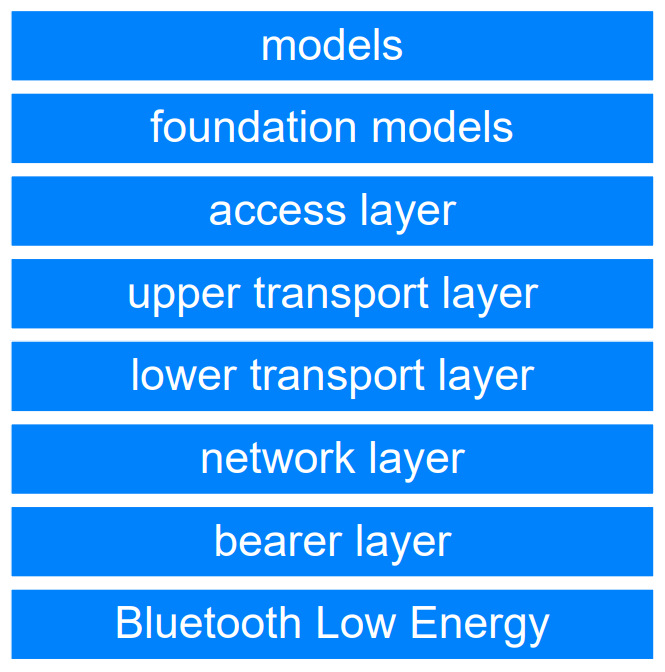 models
foundation models
access layer
upper transport layer
lower transport layer
network layer
bearer layer
Bluetooth Low Energy